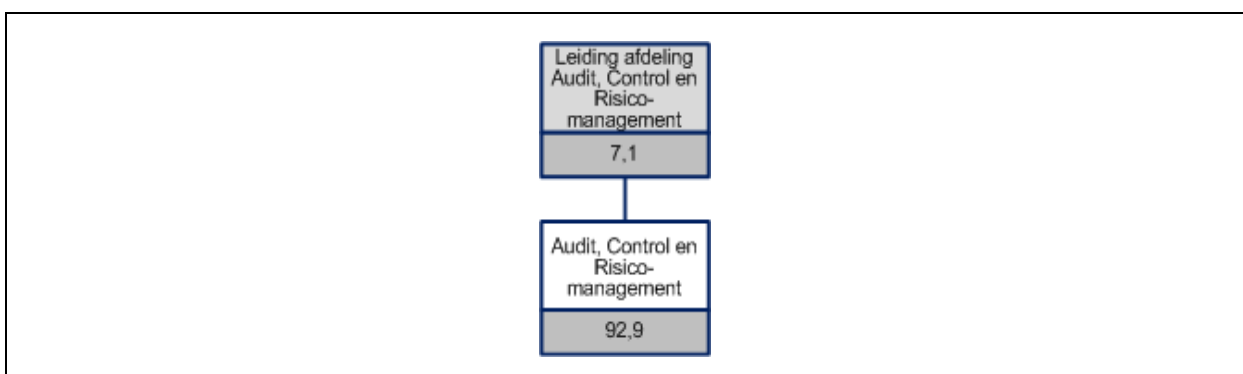 Leiding afdeling
Audit, Control en
Risico-
management
7,1
Audit, Control en
Risico-
management
92,9